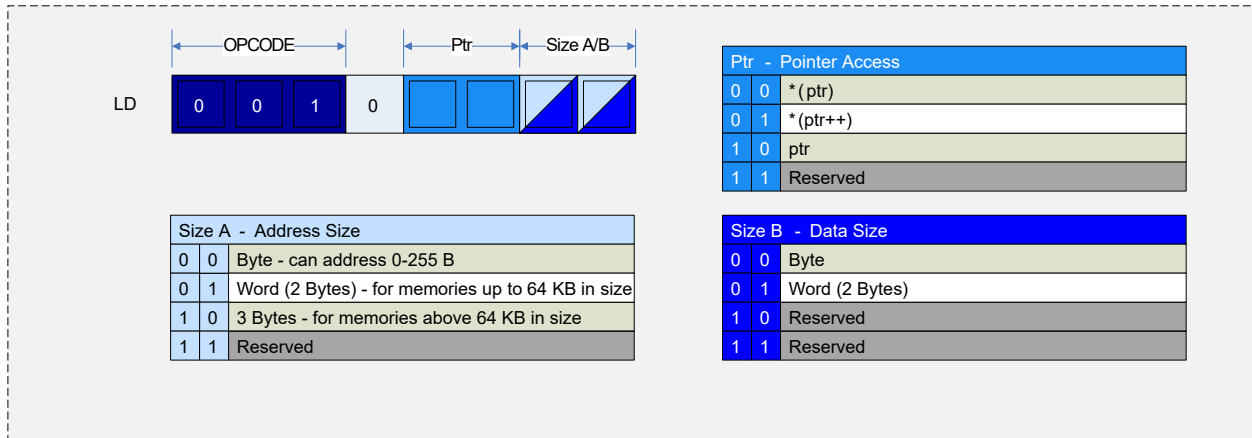 OPCODE Ptr Size A/B
LD 0 0 1 0
Ptr - Pointer Access
0 0 *(ptr)
0 1 *(ptr++)
1 0 ptr
1 1 Reserved
Size A - Address Size
0 0 Byte - can address 0-255 B
0 1 Word (2 Bytes) - for memories up to 64 KB in size
1 0 3 Bytes - for memories above 64 KB in size
1 1 Reserved
Size B - Data Size
0 0 Byte
0 1 Word (2 Bytes)
1 0 Reserved
1 1 Reserved